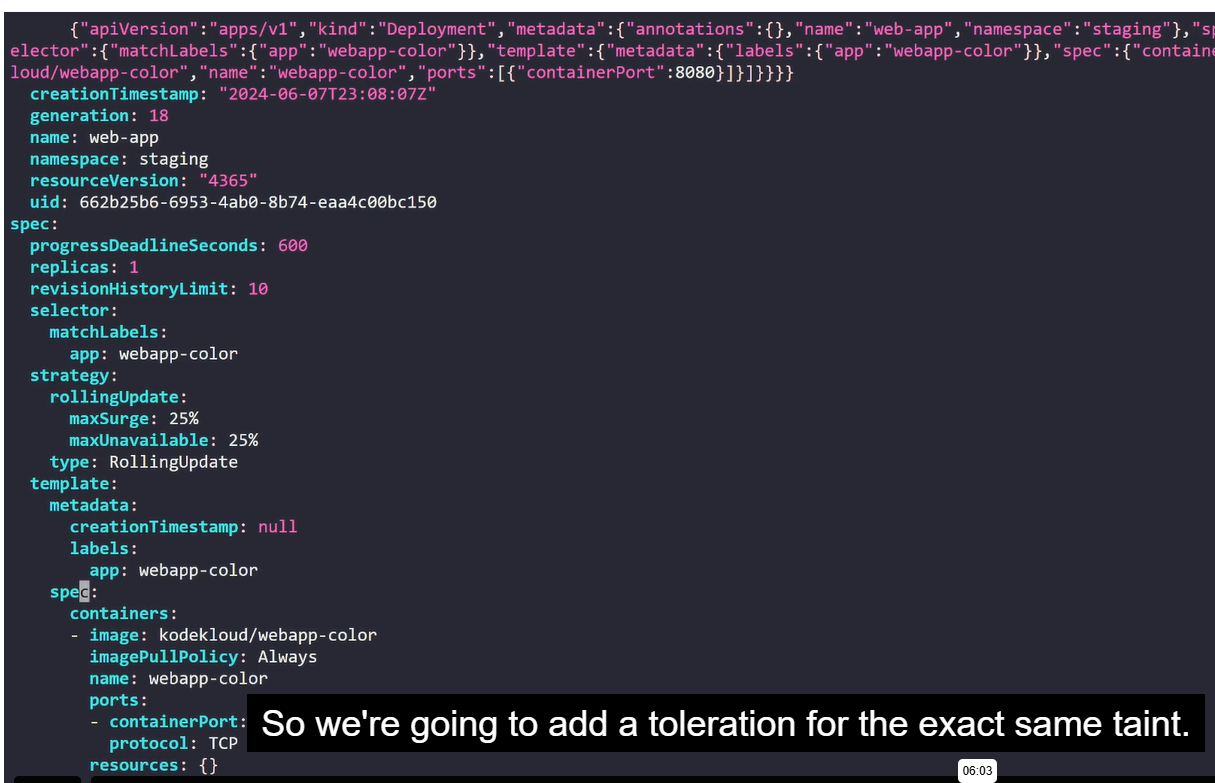 {"apiVersion":"apps/v1","kind":"Deployment","metadata":{"annotations":{},"name":"web-app","namespace":"staging"},"sp
elector":{"matchLabels":{"app":"webapp-color"}},"template":{"metadata":{"labels":{"app":"webapp-color"}},"spec":{"containe
loud/webapp-color","name":"webapp-color","ports":[{"containerPort":8080}]}]}}}}
creationTimestamp: "2024-06-07T23:08:07Z"
generation: 18
name: web-app
namespace: staging
resourceVersion: "4365"
uid: 662b25b6-6953-4ab0-8b74-eaa4c00bc150
spec:
progressDeadlineSeconds: 600
replicas: 1
revisionHistoryLimit: 10
selector:
matchLabels:
app: webapp-color
strategy:
rollingUpdate:
maxSurge: 25%
maxUnavailable: 25%
type: RollingUpdate
template:
metadata:
creationTimestamp: null
labels:
app: webapp-color
spec:
containers:
- image: kodekloud/webapp-color
imagePullPolicy: Always
name: webapp-color
ports:
- containerPort:
protocol: TCP
resources: {}
So we're going to add a toleration for the exact same taint.
06:03